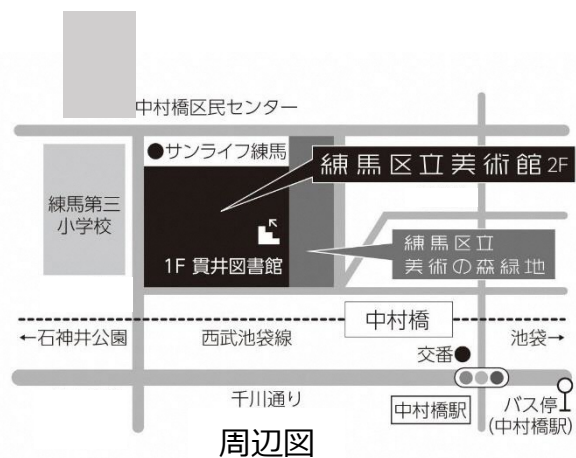 中村橋区民センター
●サンライフ練馬
練馬区立美術館2F
練馬第三
小学校
練馬区立
美術の森緑地
1F 貫井図書館
中村橋
←石神井公園
西武池袋線
池袋→
交番●
千川通り
中村橋駅
バス停
(中村橋駅)
周辺図